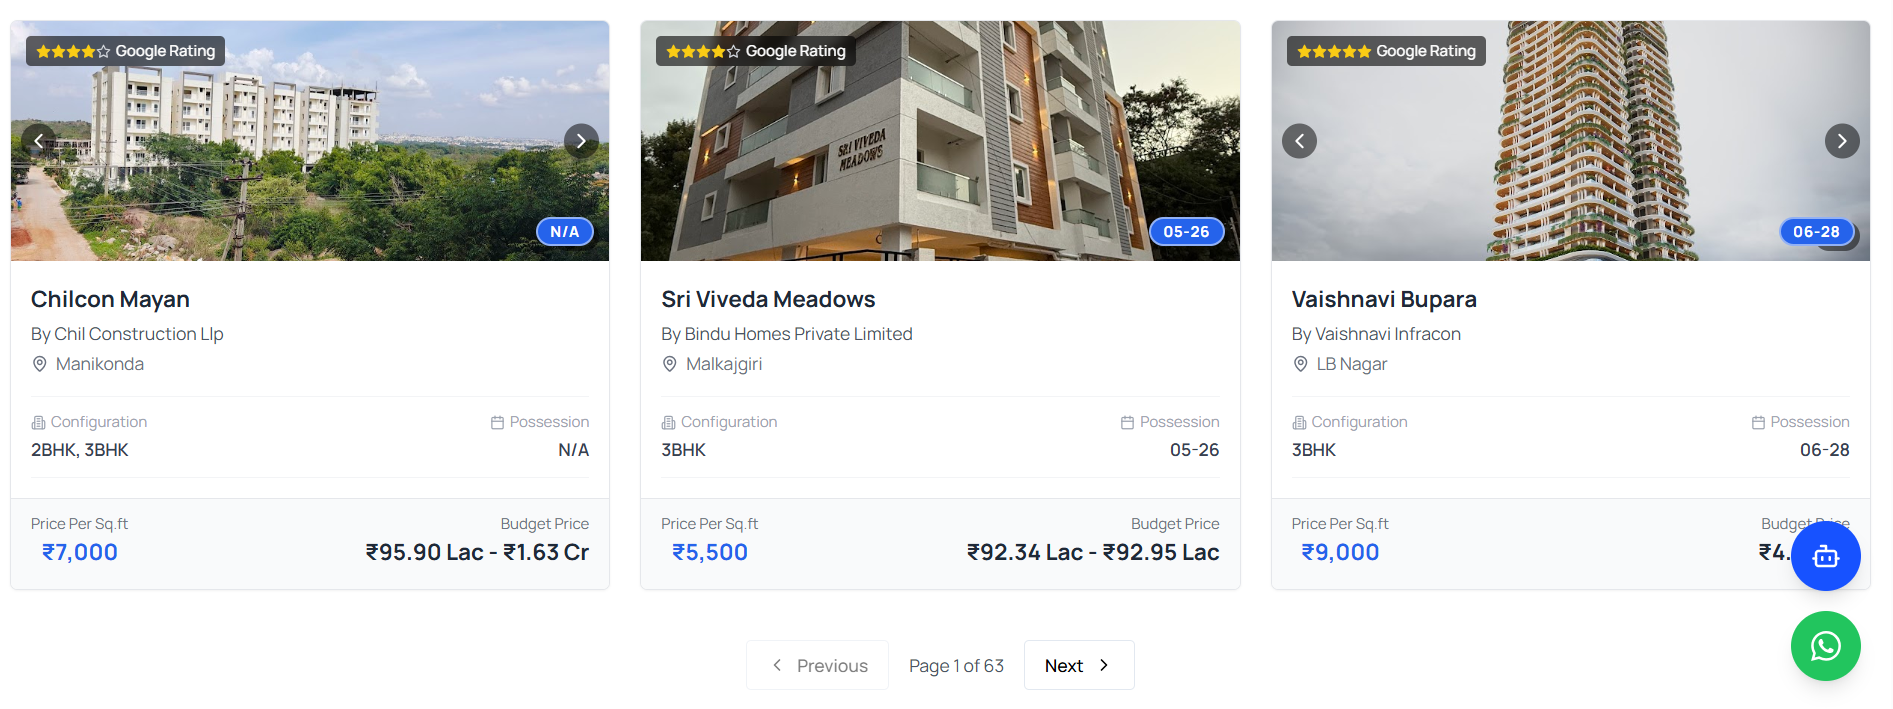 Google Rating
N/A
Chilcon Mayan
By Chil Construction Llp
Manikonda
Configuration
Possession
2BHK, 3BHK
N/A
Price Per Sq.ft
Budget Price
₹7,000
₹95.90 Lac - ₹1.63 Cr
Google Rating
SRI VIVEDA
MEADOWS
05-26
Sri Viveda Meadows
By Bindu Homes Private Limited
Malkajgiri
Configuration
Possession
3BHK
05-26
Price Per Sq.ft
Budget Price
₹5,500
₹92.34 Lac - ₹92.95 Lac
Google Rating
06-28
Vaishnavi Bupara
By Vaishnavi Infracon
LB Nagar
Configuration
Possession
3BHK
06-28
Price Per Sq.ft
Budget Price
₹9,000
₹4.
Previous
Page 1 of 63
Next